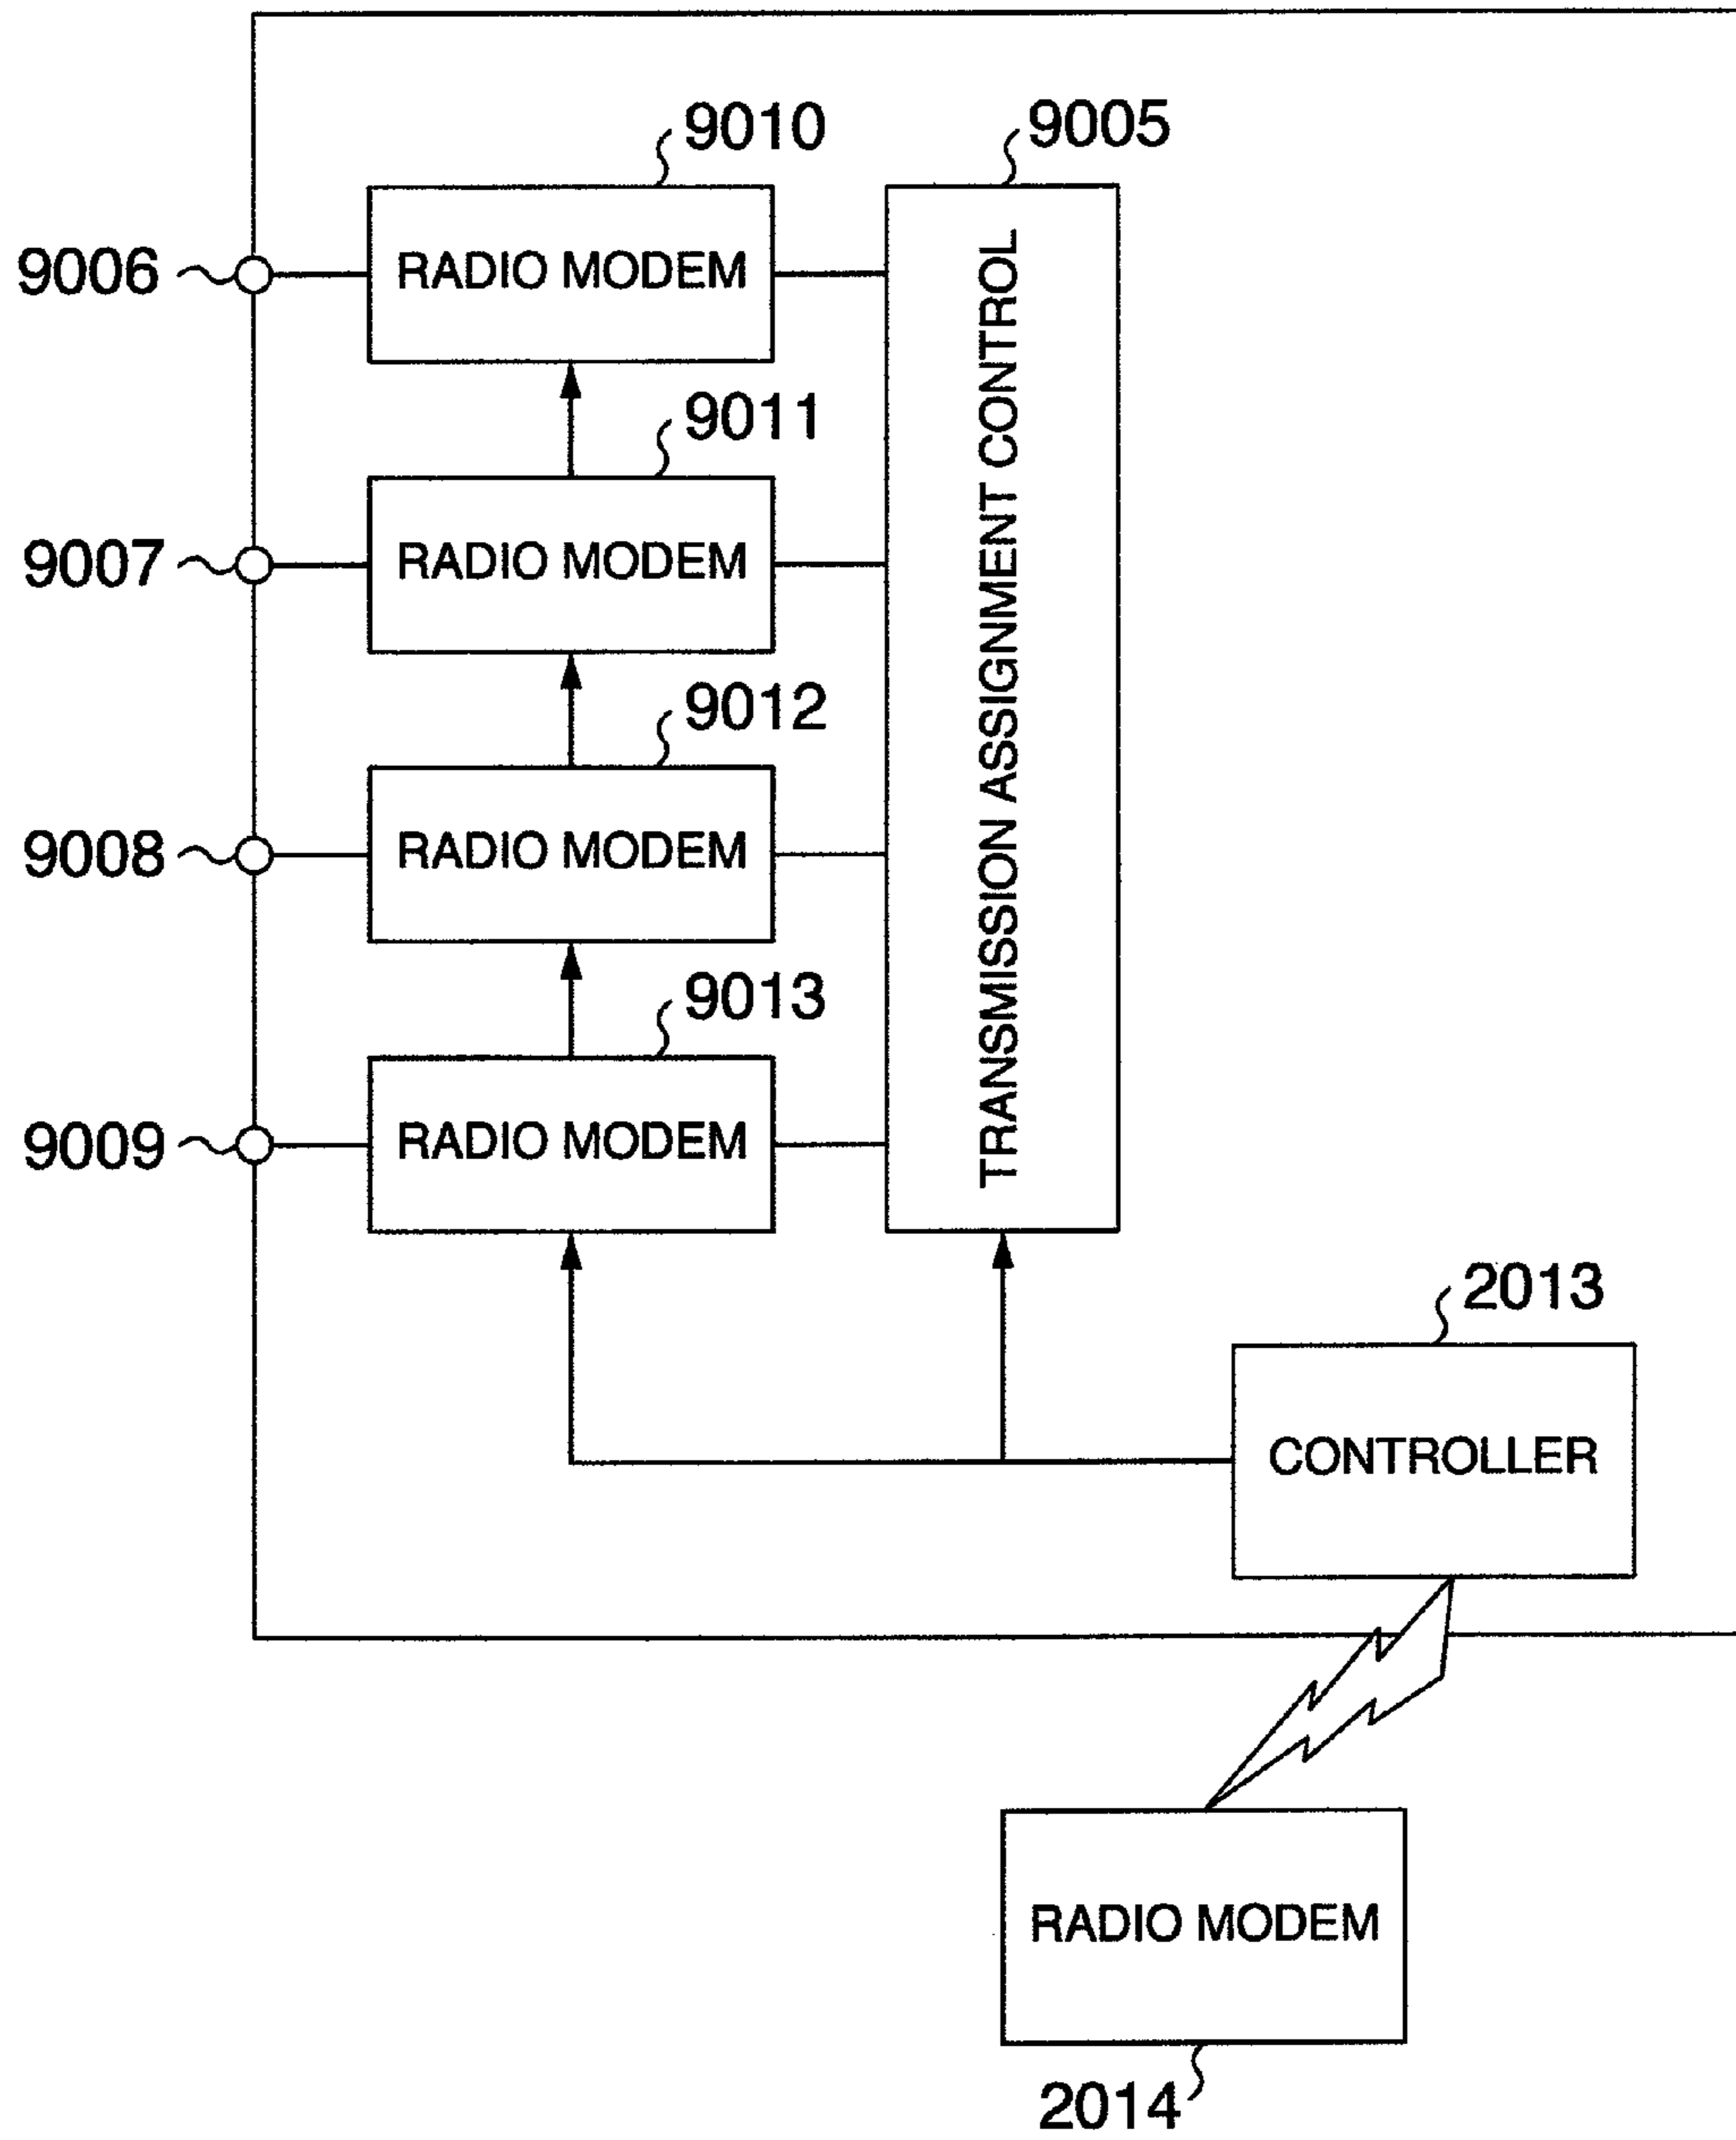 9010
9005
9006
RADIO MODEM
TRANSMISSION ASSIGNMENT CONTROL
9011
9007
RADIO MODEM
9012
9008
RADIO MODEM
9013
9009
RADIO MODEM
2013
CONTROLLER
RADIO MODEM
2014